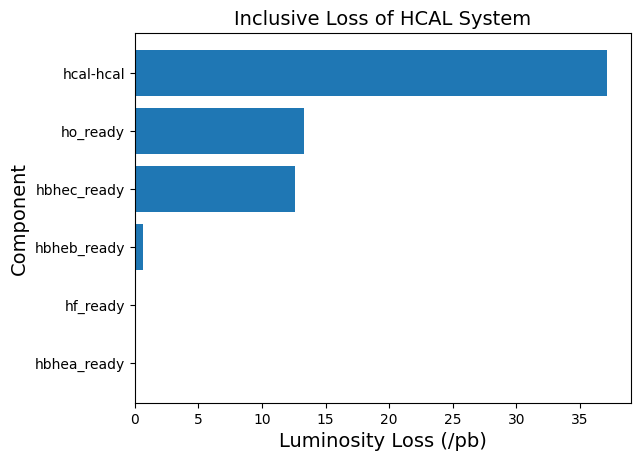 Inclusive Loss of HCAL System
Component
hcal-hcal
ho_ready
hbhec_ready
hbheb_ready
hf_ready
hbhea_ready
0 5 10 15 20 25 30 35
Luminosity Loss (/pb)